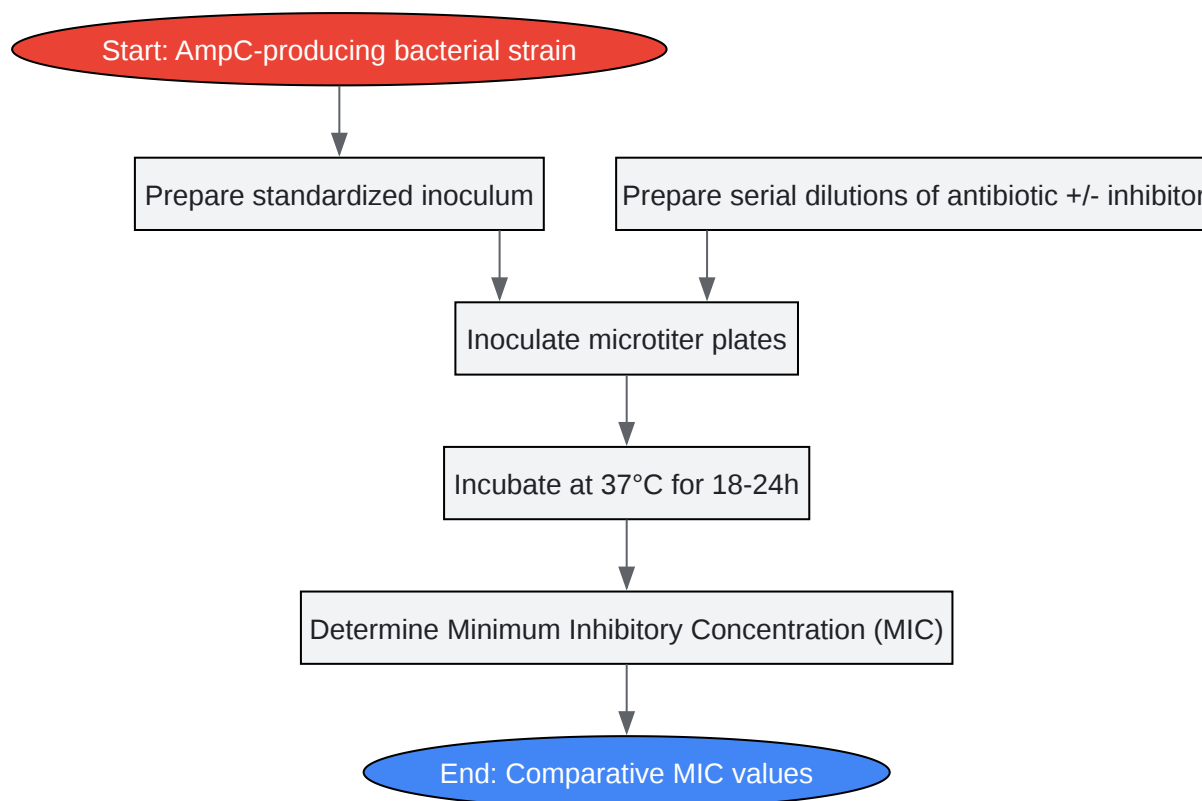 Start: AmpC-producing bacterial strain
Prepare standardized inoculum
Prepare serial dilutions of antibiotic +/- inhibitor
Inoculate microtiter plates
Incubate at 37°C for 18-24h
Determine Minimum Inhibitory Concentration (MIC)
End: Comparative MIC values